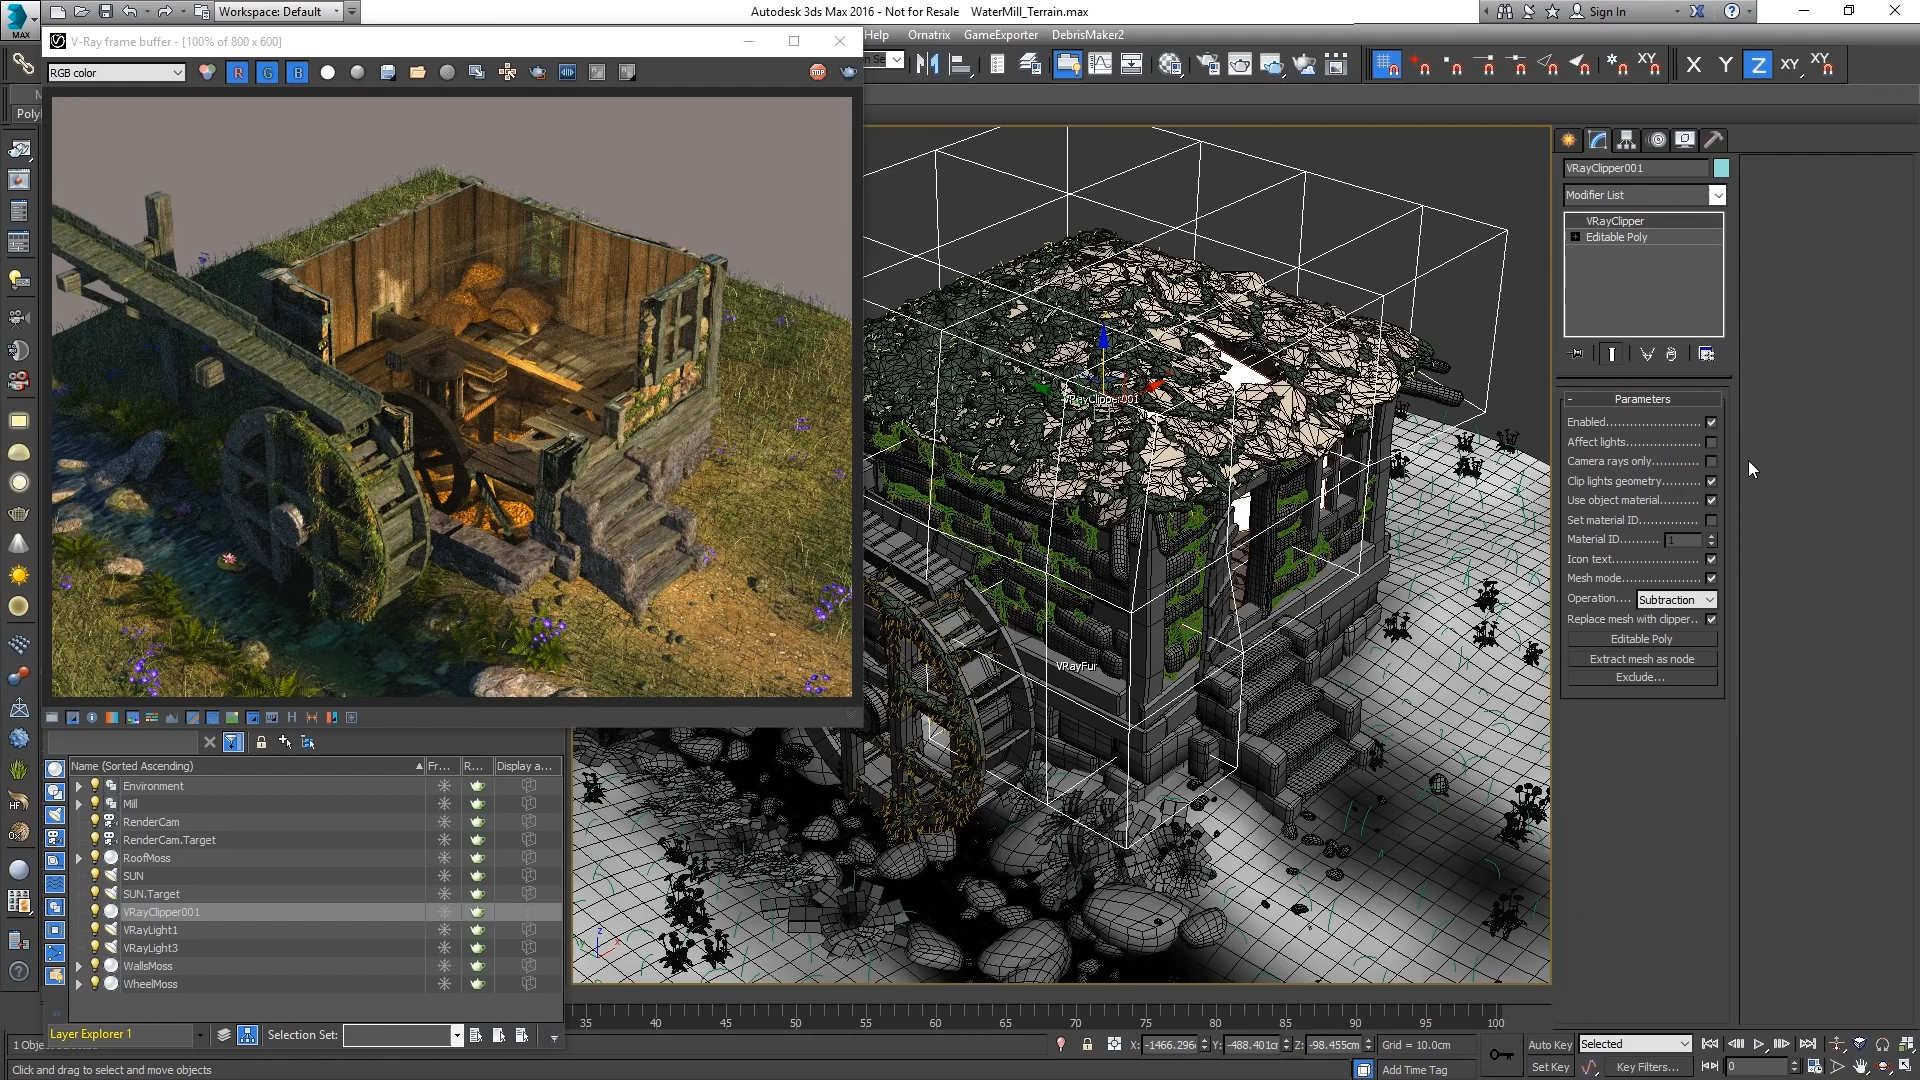 Workspace: Default
Autodesk 3ds Max 2016 - Not for Resale WaterMill_Terrain.max
Sign In
MAX
V-Ray frame buffer - [100% of 800 x 600]
Help Ornatrix GameExporter DebrisMaker2
RGB color
R G B
STOP
X Y Z XY XY
Poly
VRayClipper001
Modifier List
VRayClipper
Editable Poly
VRayClipper001
VRayFur
- Parameters
Enabled
Affect lights
Camera rays only
Clip lights geometry
Use object material
Set material ID
Material ID 1
Icon text
Mesh mode
Operation.... Subtraction
Replace mesh with clipper..
Editable Poly
Extract mesh as node
Exclude...
Name (Sorted Ascending) Fr... R... Display a...
Environment
Mill
RenderCam
RenderCam.Target
RoofMoss
SUN
SUN.Target
VRayClipper001
VRayLight1
VRayLight3
WallsMoss
WheelMoss
Layer Explorer 1
Selection Set:
35 40 45 50 55 60 65 70 75 80 85 90 95 100
X: -1466.296 Y: -488.401c Z: -98.455cm Grid = 10.0cm
Auto Key Selected
Set Key Key Filters... 0
Click and drag to select and move objects
Add Time Tag